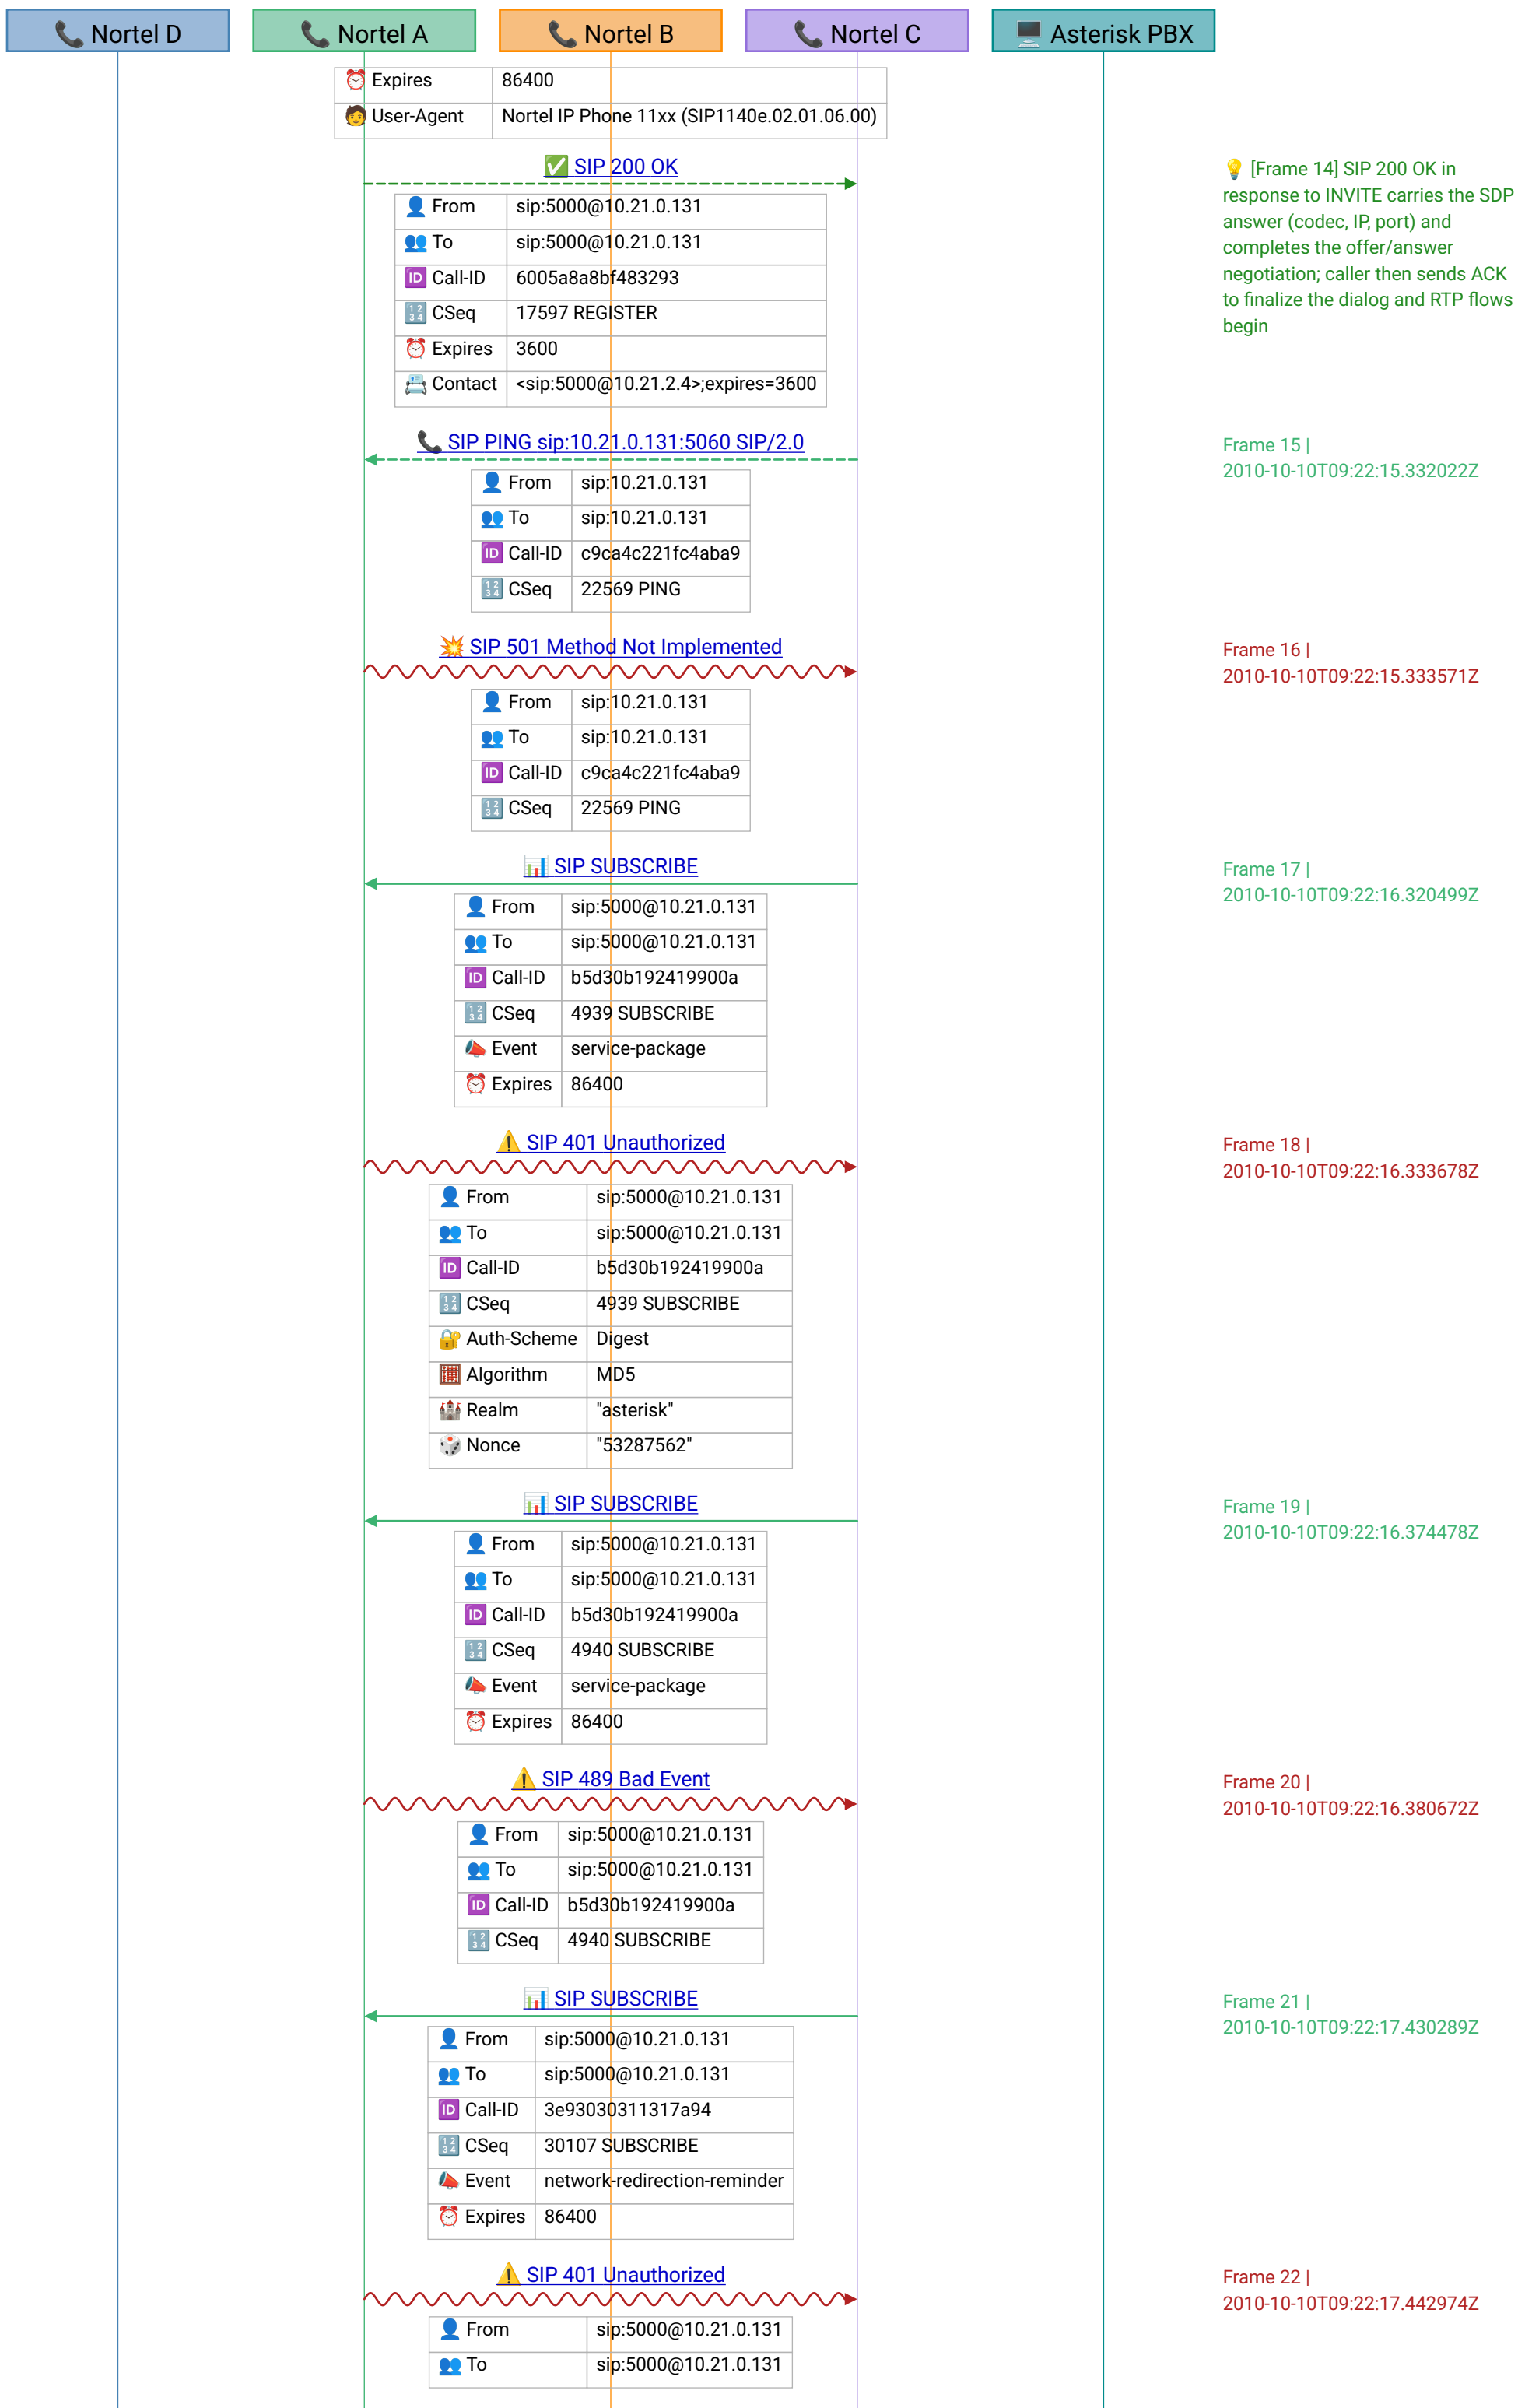 Nortel D
Nortel A
Nortel B
Nortel C
Asterisk PBX
Expires 86400
User-Agent Nortel IP Phone 11xx (SIP1140e.02.01.06.00)
SIP 200 OK
💡 [Frame 14] SIP 200 OK in
response to INVITE carries the SDP
answer (codec, IP, port) and
completes the offer/answer
negotiation; caller then sends ACK
to finalize the dialog and RTP flows
begin
From sip:5000@10.21.0.131
To sip:5000@10.21.0.131
Call-ID 6005a8a8bf483293
CSeq 17597 REGISTER
Expires 3600
Contact <sip:5000@10.21.2.4>;expires=3600
SIP PING sip:10.21.0.131:5060 SIP/2.0
Frame 15 |
2010-10-10T09:22:15.332022Z
From sip:10.21.0.131
To sip:10.21.0.131
Call-ID c9ca4c221fc4aba9
CSeq 22569 PING
SIP 501 Method Not Implemented
Frame 16 |
2010-10-10T09:22:15.333571Z
From sip:10.21.0.131
To sip:10.21.0.131
Call-ID c9ca4c221fc4aba9
CSeq 22569 PING
SIP SUBSCRIBE
Frame 17 |
2010-10-10T09:22:16.320499Z
From sip:5000@10.21.0.131
To sip:5000@10.21.0.131
Call-ID b5d30b192419900a
CSeq 4939 SUBSCRIBE
Event service-package
Expires 86400
SIP 401 Unauthorized
Frame 18 |
2010-10-10T09:22:16.333678Z
From sip:5000@10.21.0.131
To sip:5000@10.21.0.131
Call-ID b5d30b192419900a
CSeq 4939 SUBSCRIBE
Auth-Scheme Digest
Algorithm MD5
Realm "asterisk"
Nonce "53287562"
SIP SUBSCRIBE
Frame 19 |
2010-10-10T09:22:16.374478Z
From sip:5000@10.21.0.131
To sip:5000@10.21.0.131
Call-ID b5d30b192419900a
CSeq 4940 SUBSCRIBE
Event service-package
Expires 86400
SIP 489 Bad Event
Frame 20 |
2010-10-10T09:22:16.380672Z
From sip:5000@10.21.0.131
To sip:5000@10.21.0.131
Call-ID b5d30b192419900a
CSeq 4940 SUBSCRIBE
SIP SUBSCRIBE
Frame 21 |
2010-10-10T09:22:17.430289Z
From sip:5000@10.21.0.131
To sip:5000@10.21.0.131
Call-ID 3e93030311317a94
CSeq 30107 SUBSCRIBE
Event network-redirection-reminder
Expires 86400
SIP 401 Unauthorized
Frame 22 |
2010-10-10T09:22:17.442974Z
From sip:5000@10.21.0.131
To sip:5000@10.21.0.131